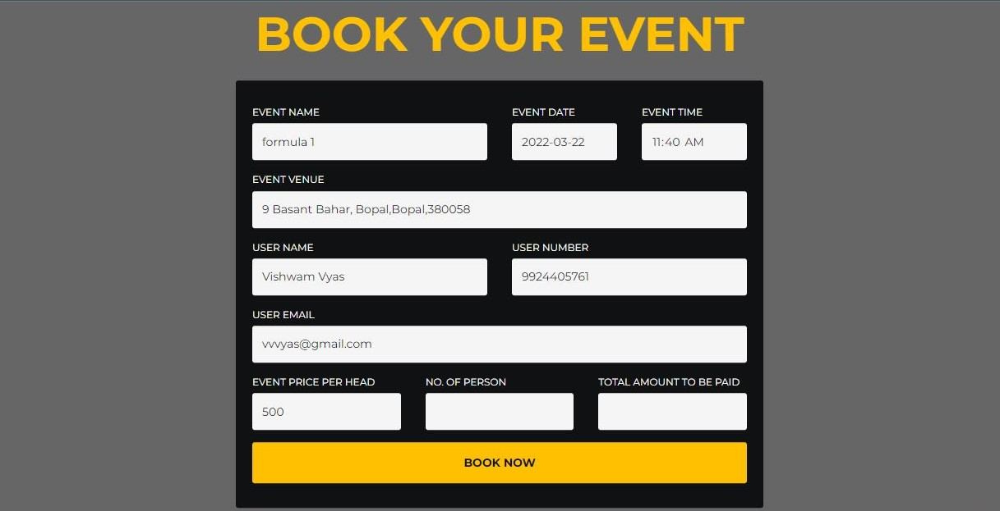 BOOK YOUR EVENT
EVENT NAME
EVENT DATE
EVENT TIME
formula 1
2022-03-22
11:40 AM
EVENT VENUE
9 Basant Bahar, Bopal,Bopal,380058
USER NAME
USER NUMBER
Vishwam Vyas
9924405761
USER EMAIL
vvvyas@gmail.com
EVENT PRICE PER HEAD
NO. OF PERSON
TOTAL AMOUNT TO BE PAID
500
BOOK NOW